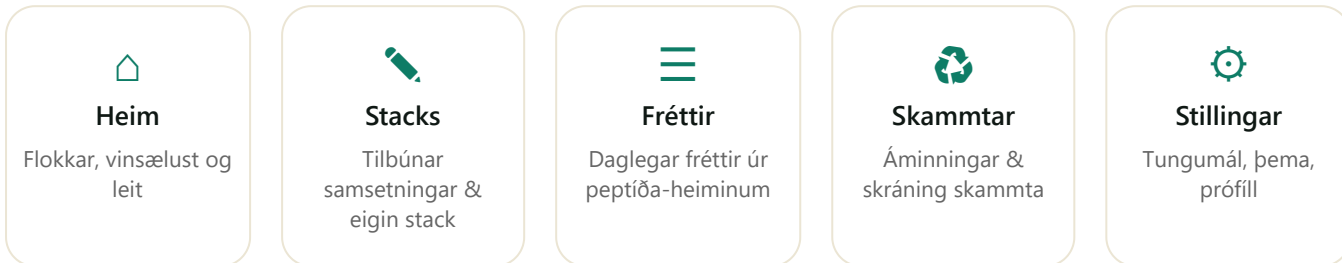 Heim
Flokkar, vinsælust og
leit
Stacks
Tilbúnar
samsetningar &
eigin stack
Fréttir
Daglegar fréttir úr
peptíða-heiminum
Skammtar
Áminningar &
skráning skammta
Stillingar
Tungumál, þema,
prófíll